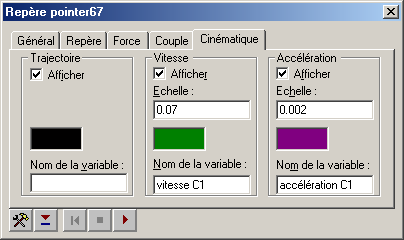 Repère pointer67
Général Repère Force Couple Cinématique
Trajectoire Vitesse Accélération
Afficher Afficher Afficher
Echelle : Echelle :
0.07 0.002
Nom de la variable : Nom de la variable : Nom de la variable :
vitesse C1 accélération C1